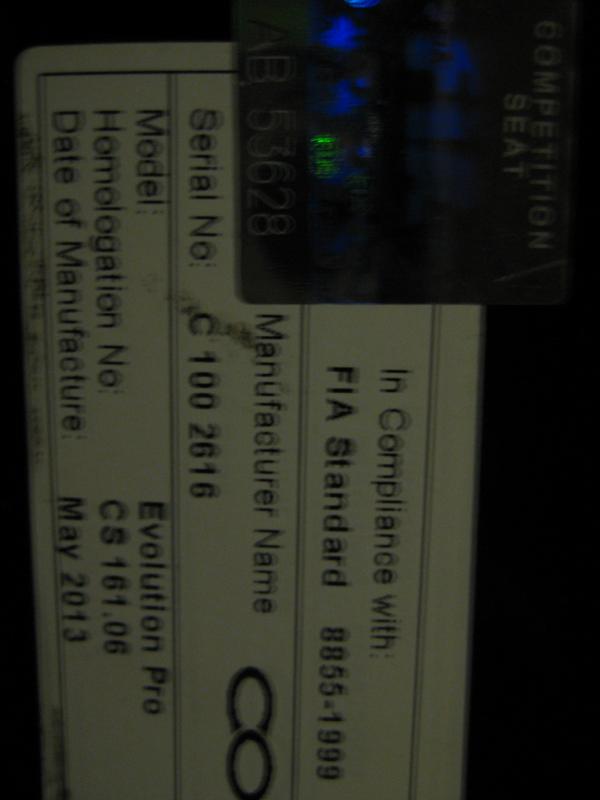 COMPETITION
SEAT
AB 53628
In Compliance with:
FIA Standard 8855-1999
Manufacturer Name CO
Serial No: C 100 2616
Model: Evolution Pro
Homologation No: CS 161.06
Date of Manufacture: May 2013